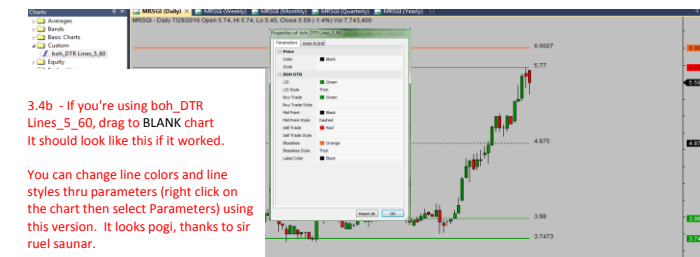 Charts
MRSGI (Daily) × MRSGI (Weekly) MRSGI (Monthly) MRSGI (Quarterly) MRSGI (Yearly)
Averages
Bands
Basic Charts
Custom
boh_DTR Lines_5_60
Equity
MRSGI - Daily 7/29/2016 Open 5.74, Hi 5.74, Lo 5.45, Close 5.59 (-1.4%) Vol 7,743,400
Properties of: boh_DTR Lines_5_60
Parameters Axes & Grid
Price
Color Black
Style
BOH DTR
LID Green
LID Style Thick
Buy Trade Green
Buy Trade Style
Mid Point Black
Mid Point Style Dashed
Sell Trade Red
Sell Trade Style
Blueskies Orange
Blueskies Style Thick
Label Color Black
Reset all OK
6.0027
5.77
4.875
3.98
3.7473
3.4b - If you're using boh_DTR
Lines_5_60, drag to BLANK chart
It should look like this if it worked.
You can change line colors and line
styles thru parameters (right click on
the chart then select Parameters) using
this version. It looks pogi, thanks to sir
ruel saunar.